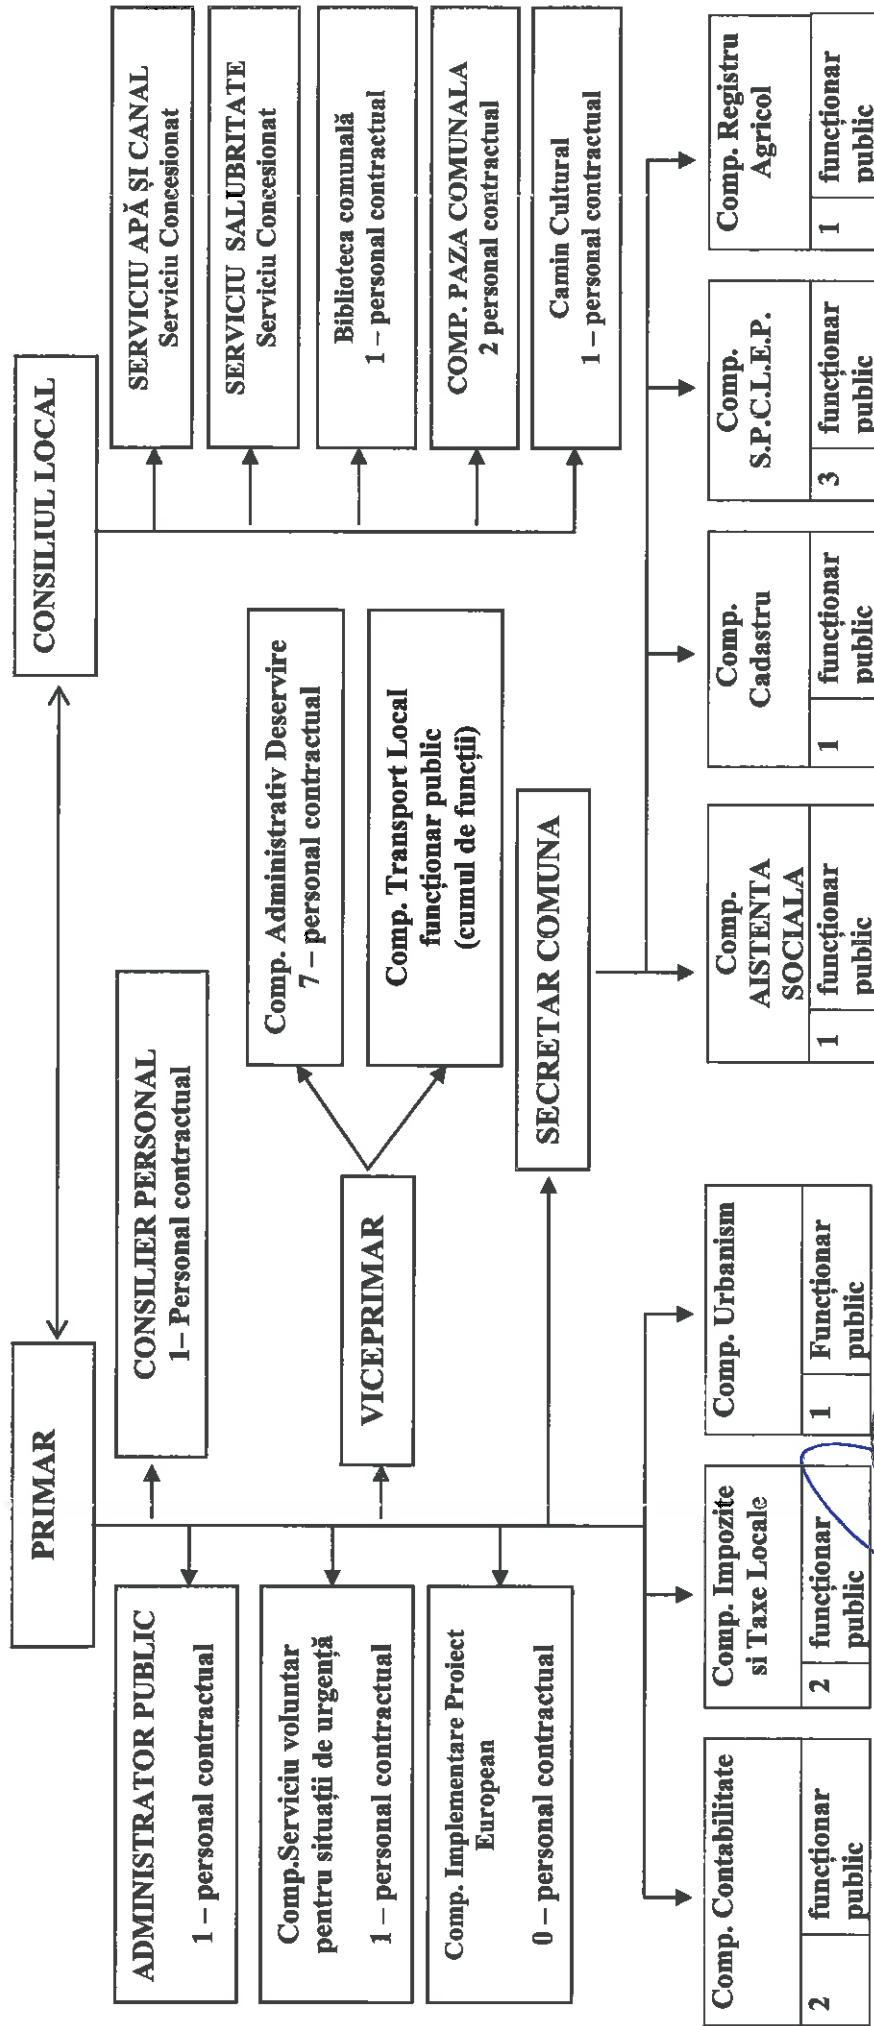 PRIMAR
CONSILIUL LOCAL
ADMINISTRATOR PUBLIC
1 – personal contractual
Comp.Serviciu voluntar
pentru situații de urgență
1 – personal contractual
Comp. Implementare Proiect
European
0 – personal contractual
CONSILIER PERSONAL
1– Personal contractual
VICEPRIMAR
Comp. Administrativ Deservire
7 – personal contractual
Comp. Transport Local
funcționar public
(cumul de funcții)
SECRETAR COMUNA
SERVICIU APĂ ȘI CANAL
Serviciu Concesionat
SERVICIU SALUBRITATE
Serviciu Concesionat
Biblioteca comunală
1 – personal contractual
COMP. PAZA COMUNALA
2 personal contractual
Camin Cultural
1 – personal contractual
Comp. Contabilitate
2 funcționar
public
Comp. Impozite
si Taxe Locale
2 funcționar
public
Comp. Urbanism
1 Funcționar
public
Comp.
AISTENTA
SOCIALA
1 funcționar
public
Comp.
Cadastru
1 funcționar
public
Comp.
S.P.C.L.E.P.
3 funcționar
public
Comp. Registru
Agricol
1 funcționar
public